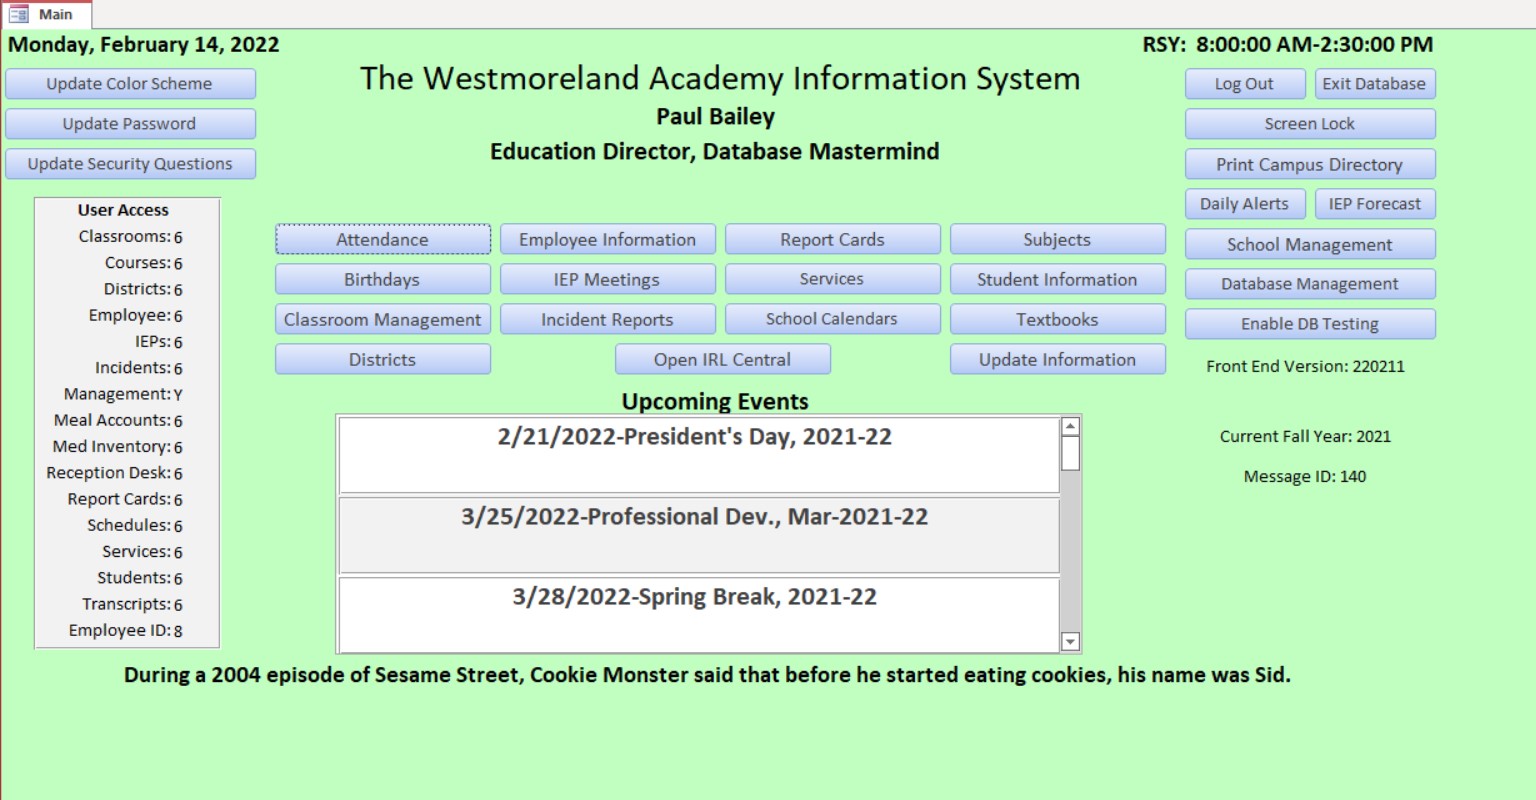 Main
Monday, February 14, 2022
RSY: 8:00:00 AM-2:30:00 PM
Update Color Scheme
Update Password
Update Security Questions
The Westmoreland Academy Information System
Paul Bailey
Education Director, Database Mastermind
Log Out
Exit Database
Screen Lock
Print Campus Directory
Daily Alerts
IEP Forecast
School Management
Database Management
Enable DB Testing
Front End Version: 220211
Current Fall Year: 2021
Message ID: 140
User Access
Classrooms: 6
Courses: 6
Districts: 6
Employee: 6
IEPs: 6
Incidents: 6
Management: Y
Meal Accounts: 6
Med Inventory: 6
Reception Desk: 6
Report Cards: 6
Schedules: 6
Services: 6
Students: 6
Transcripts: 6
Employee ID: 8
Attendance
Employee Information
Report Cards
Subjects
Birthdays
IEP Meetings
Services
Student Information
Classroom Management
Incident Reports
School Calendars
Textbooks
Districts
Open IRL Central
Update Information
Upcoming Events
2/21/2022-President's Day, 2021-22
3/25/2022-Professional Dev., Mar-2021-22
3/28/2022-Spring Break, 2021-22
During a 2004 episode of Sesame Street, Cookie Monster said that before he started eating cookies, his name was Sid.